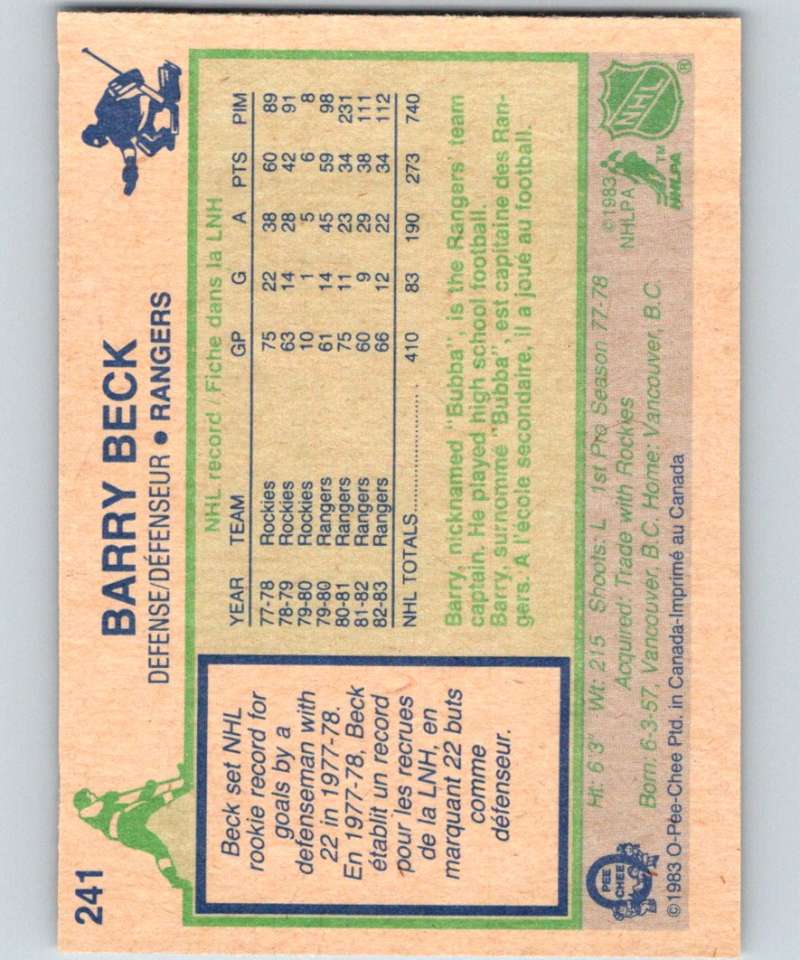 241
BARRY BECK
DEFENSE/DÉFENSEUR • RANGERS
Beck set NHL
rookie record for
goals by a
defenseman with
22 in 1977-78.
En 1977-78, Beck
établit un record
pour les recrues
de la LNH, en
marquant 22 buts
comme
défenseur.
NHL record / Fiche dans la LNH
YEAR TEAM GP G A PTS PIM
77-78 Rockies 75 22 38 60 89
78-79 Rockies 63 14 28 42 91
79-80 Rockies 10 1 5 6 8
79-80 Rangers 61 14 45 59 98
80-81 Rangers 75 11 23 34 231
81-82 Rangers 60 9 29 38 111
82-83 Rangers 66 12 22 34 112
NHL TOTALS.................... 410 83 190 273 740
Barry, nicknamed "Bubba", is the Rangers' team
captain. He played high school football.
Barry, surnommé "Bubba", est capitaine des Ran-
gers. A l'école secondaire, il a joué au football.
Ht: 6'3" Wt: 215 Shoots: L 1st Pro Season 77-78
Acquired: Trade with Rockies
Born: 6-3-57, Vancouver, B.C. Home: Vancouver, B.C.
©1983
NHLPA
NHLPA
TM
NHL
®
O
PEE
CHEE
©1983 O-Pee-Chee Ptd. in Canada-Imprimé au Canada